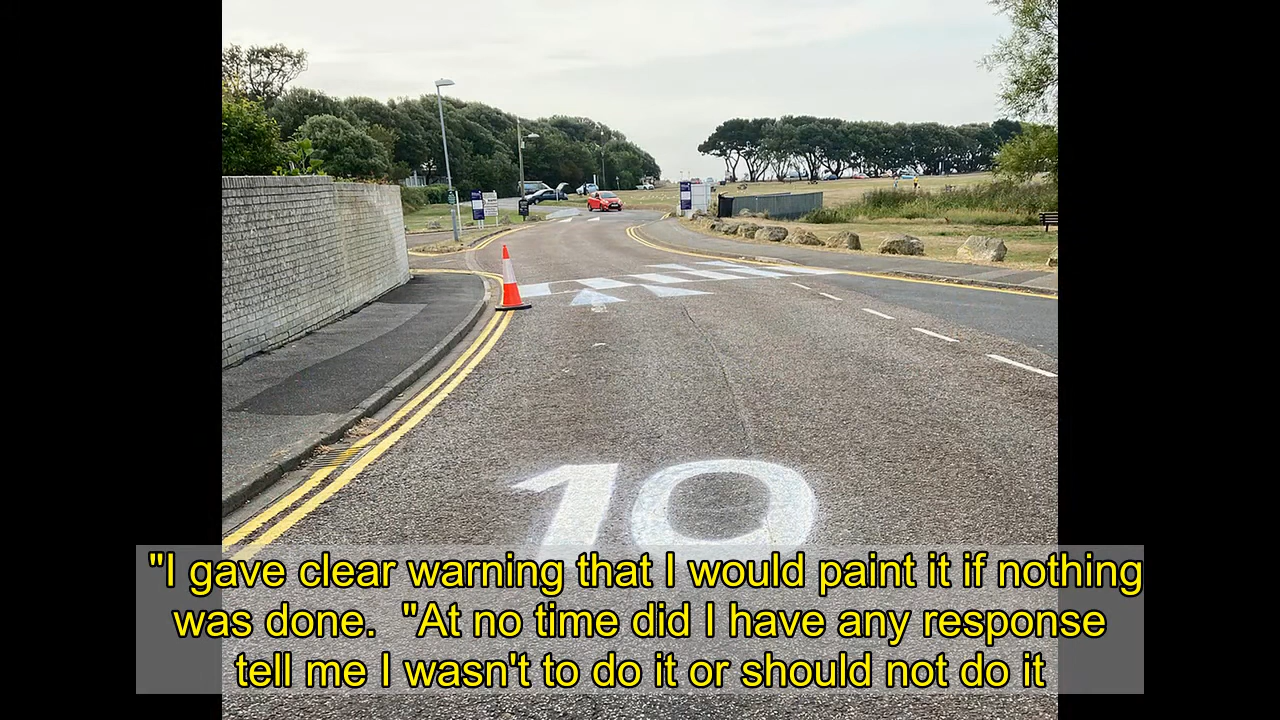 10
"I gave clear warning that I would paint it if nothing
was done.  "At no time did I have any response
tell me I wasn't to do it or should not do it